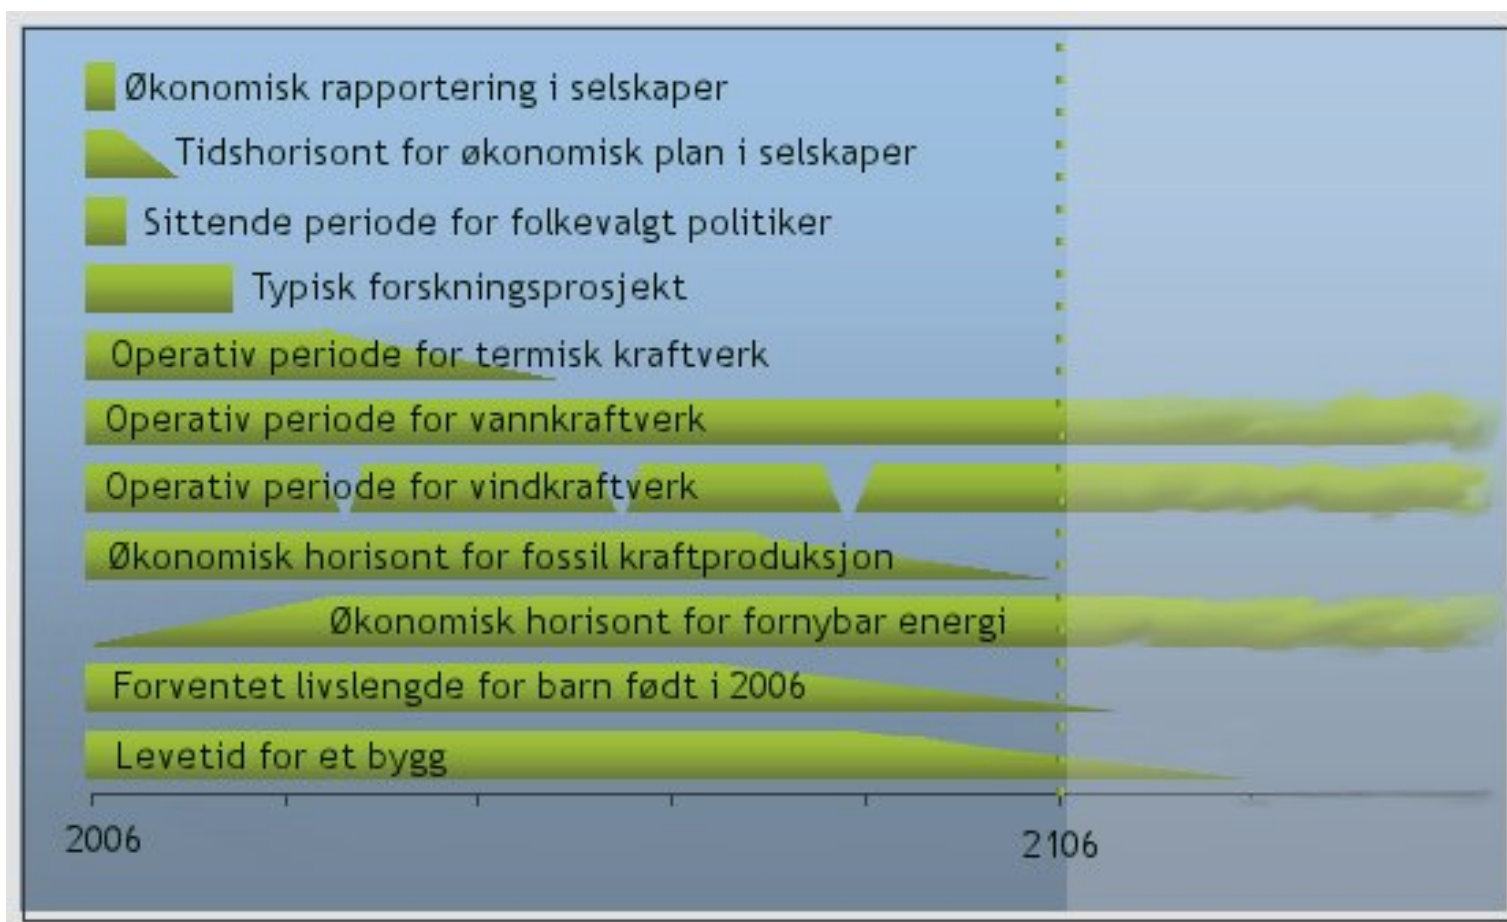 Økonomisk rapportering i selskaper
Tidshorisont for økonomisk plan i selskaper
Sittende periode for folkevalgt politiker
Typisk forskningsprosjekt
Operativ periode for termisk kraftverk
Operativ periode for vannkraftverk
Operativ periode for vindkraftverk
Økonomisk horisont for fossil kraftproduksjon
Økonomisk horisont for fornybar energi
Forventet livslengde for barn født i 2006
Levetid for et bygg
2006
2106